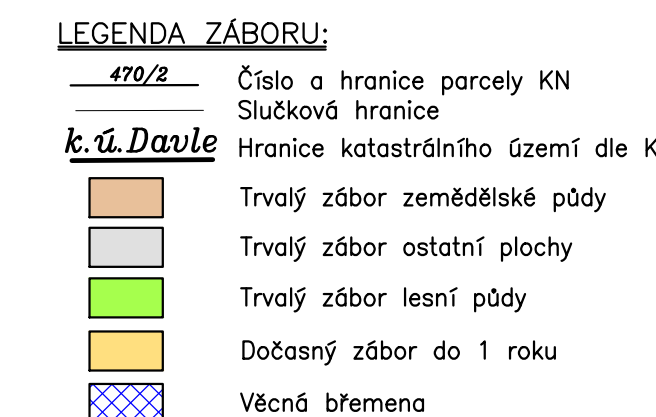 LEGENDA ZÁBORU:
470/2 Číslo a hranice parcely KN
Slučková hranice
k.ú.Davle Hranice katastrálního území dle K
Trvalý zábor zemědělské půdy
Trvalý zábor ostatní plochy
Trvalý zábor lesní půdy
Dočasný zábor do 1 roku
Věcná břemena